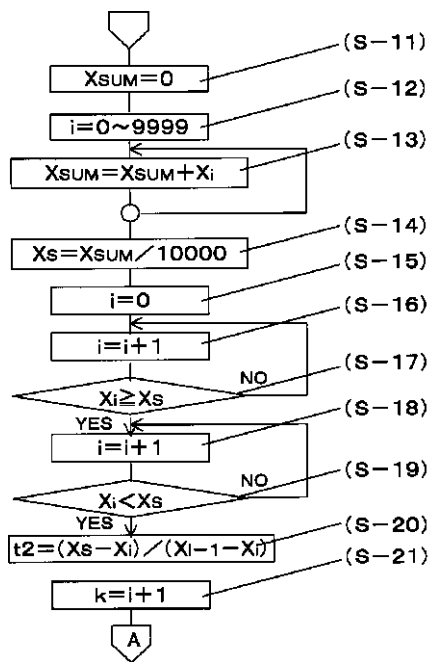 (S-11)
XSUM=0
(S-12)
i=0~9999
(S-13)
XSUM=XSUM+Xi
(S-14)
XS=XSUM/10000
(S-15)
i=0
(S-16)
i=i+1
(S-17)
NO
Xi≧XS
(S-18)
YES
i=i+1
(S-19)
NO
Xi<XS
YES
(S-20)
t2=(XS-Xi)/(Xi-1-Xi)
(S-21)
k=i+1
A